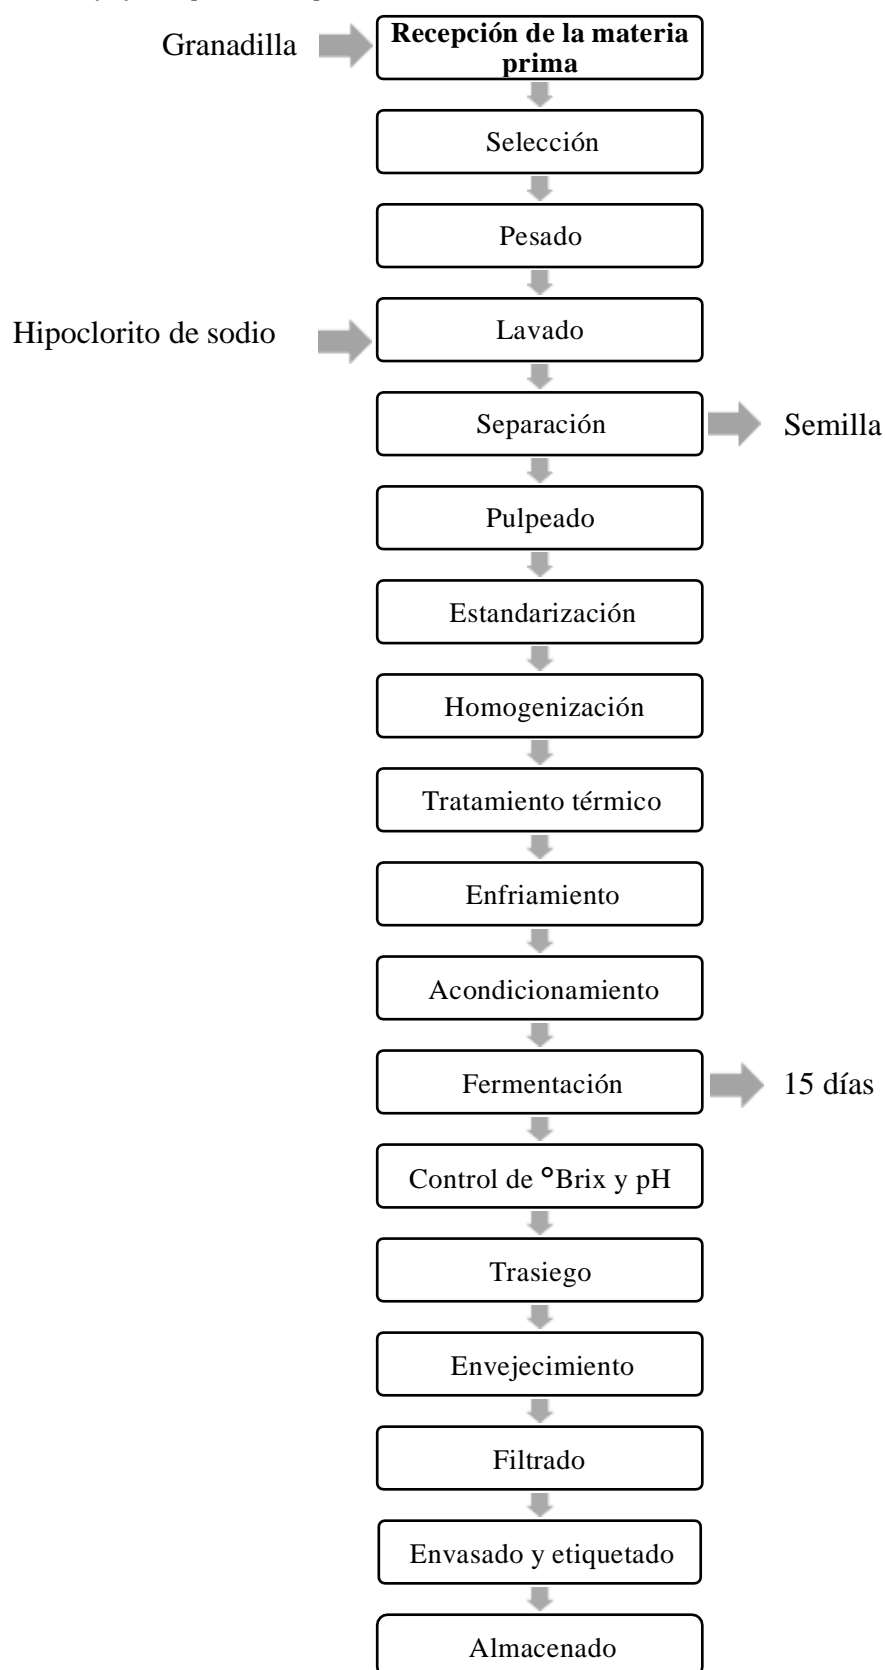 Granadilla
Recepción de la materia
prima
Selección
Pesado
Hipoclorito de sodio
Lavado
Separación
Semilla
Pulpeado
Estandarización
Homogenización
Tratamiento térmico
Enfriamiento
Acondicionamiento
Fermentación
15 días
Control de °Brix y pH
Trasiego
Envejecimiento
Filtrado
Envasado y etiquetado
Almacenado